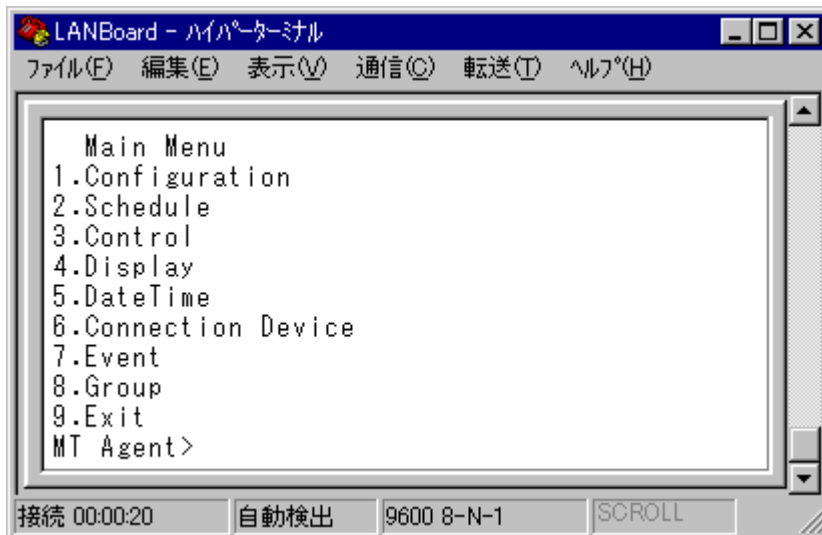 LANBoard - ﾊｲﾊﾟｰﾀｰﾐﾅﾙ
ﾌｧｲﾙ(F) 編集(E) 表示(V) 通信(C) 転送(T) ﾍﾙﾌﾟ(H)
Main Menu
1.Configuration
2.Schedule
3.Control
4.Display
5.DateTime
6.Connection Device
7.Event
8.Group
9.Exit
MT Agent>
接続 00:00:20 自動検出 9600 8-N-1 SCROLL